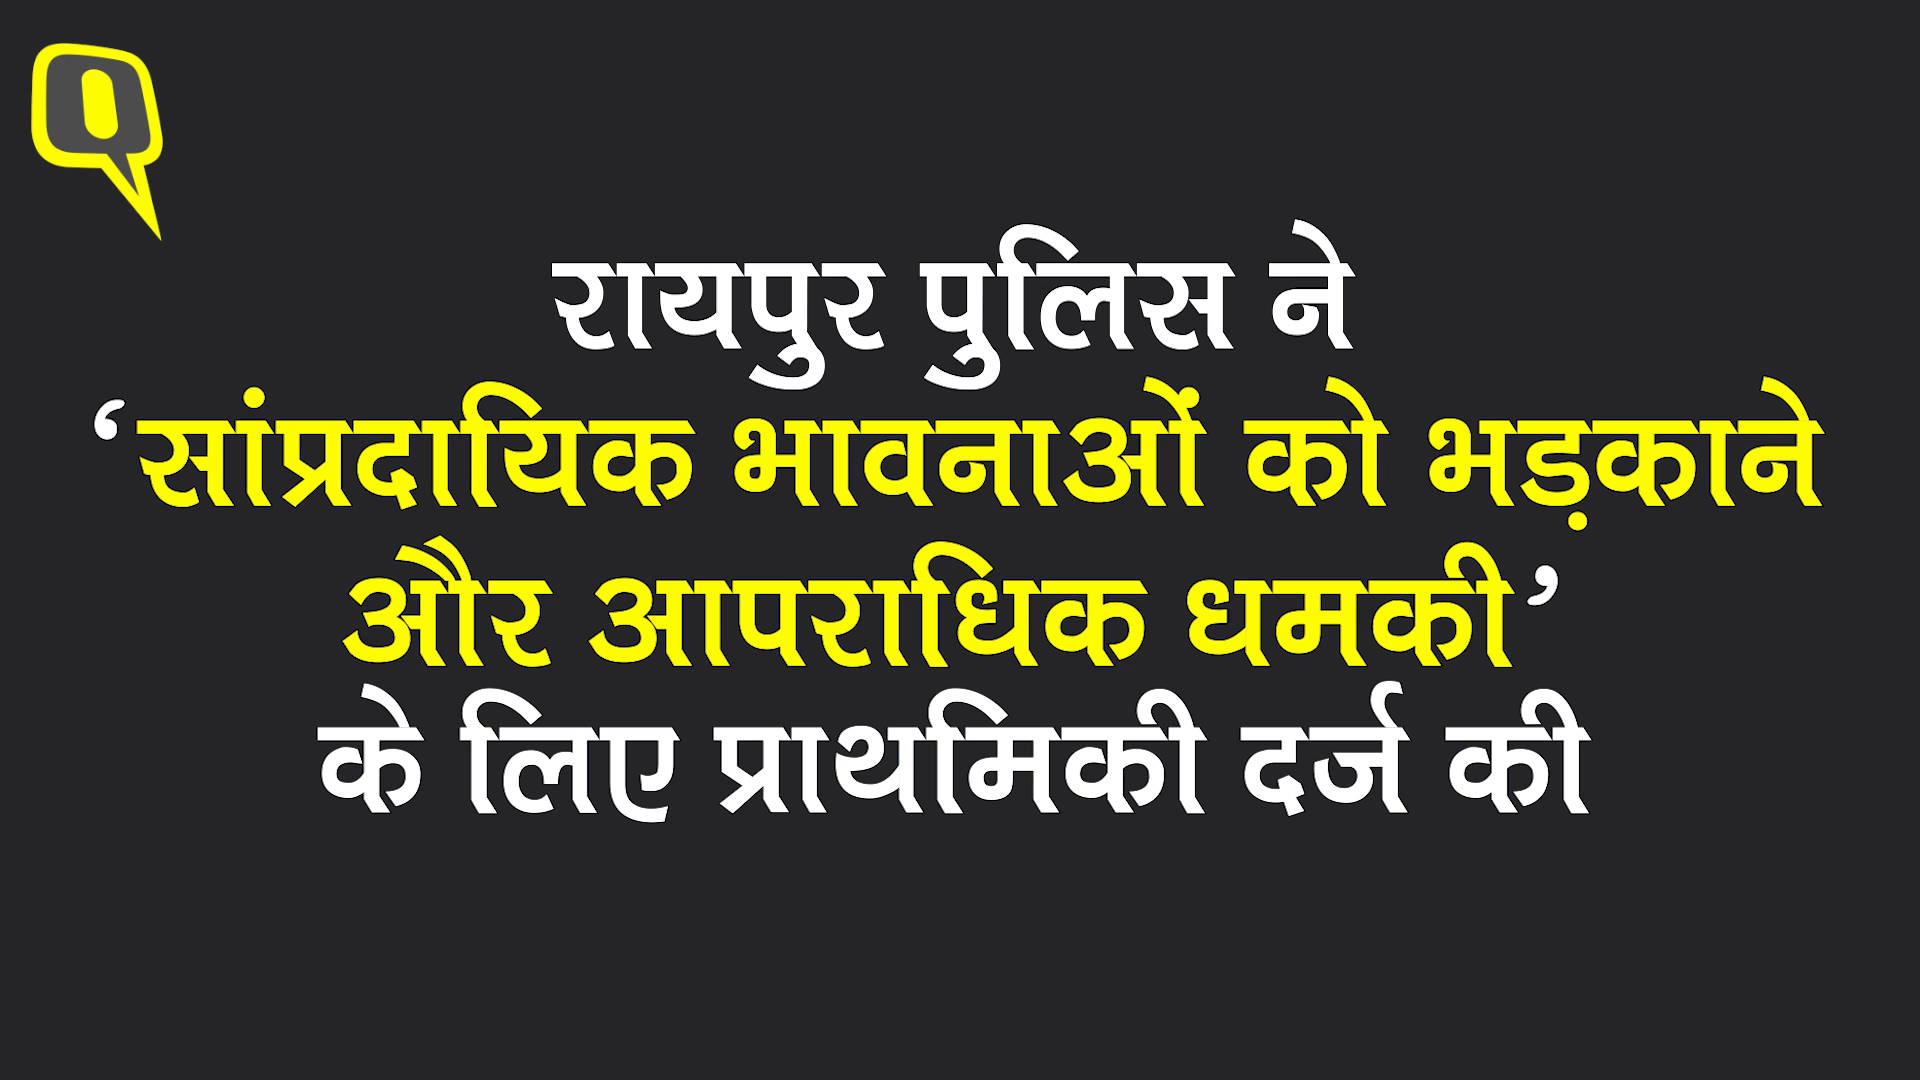 रायपुर पुलिस ने
‘सांप्रदायिक भावनाओं को भड़काने
और आपराधिक धमकी’
के लिए प्राथमिकी दर्ज की